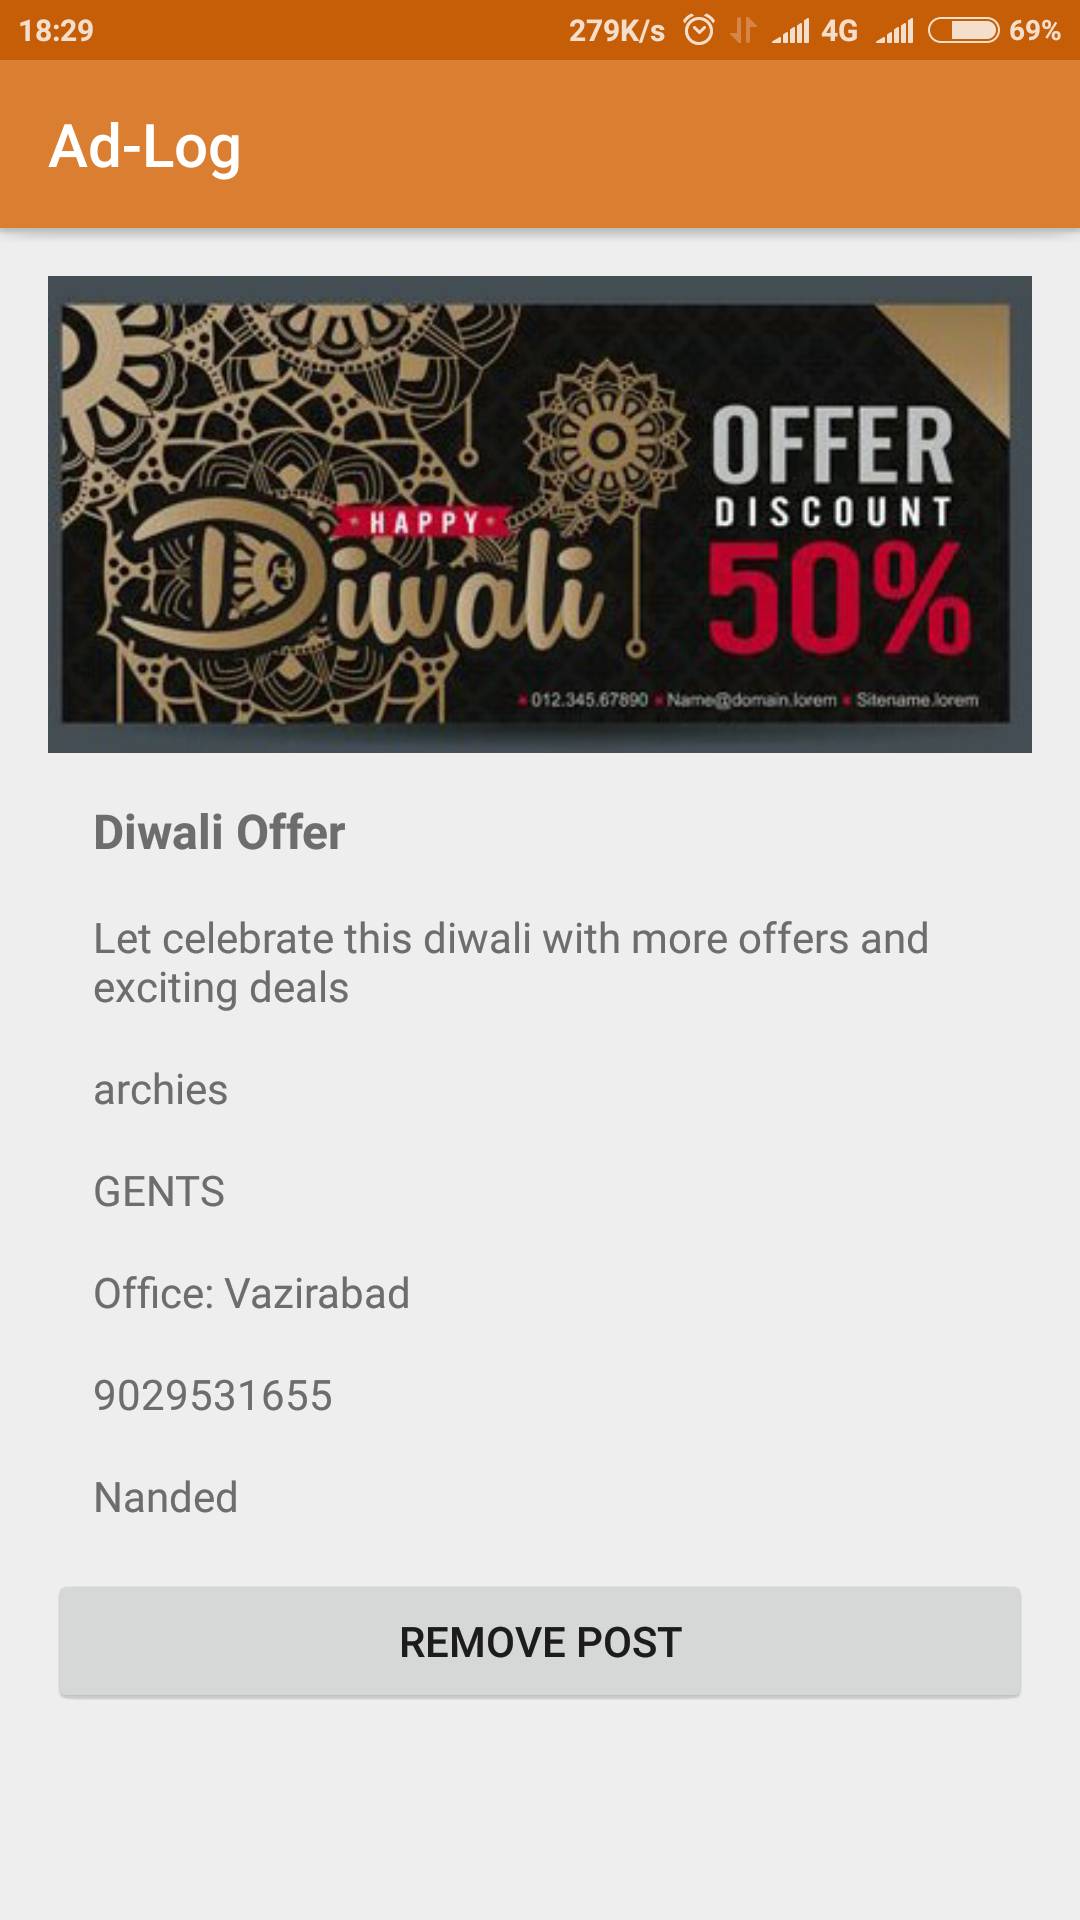 18:29 279K/s 4G 69%
Ad-Log
OFFER
DISCOUNT
50%
HAPPY
Diwali
012.345.67890 Name@domain.lorem Sitename.lorem
Diwali Offer
Let celebrate this diwali with more offers and
exciting deals
archies
GENTS
Office: Vazirabad
9029531655
Nanded
REMOVE POST